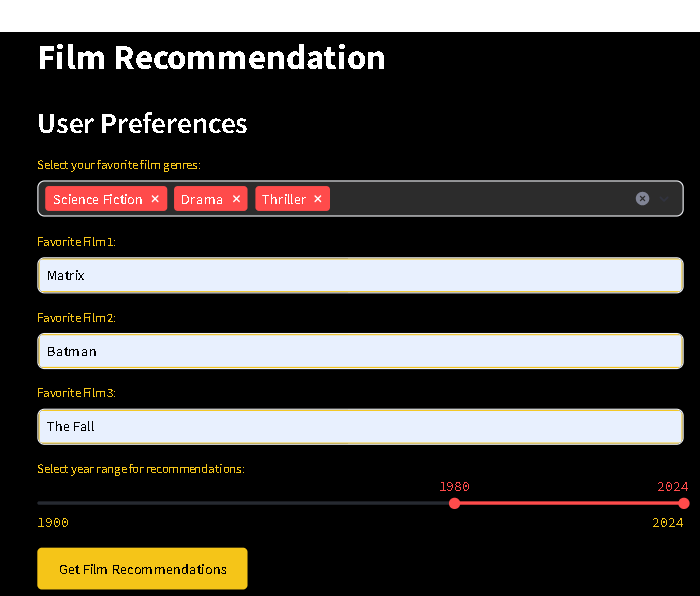 Film Recommendation
User Preferences
Select your favorite film genres:
Science Fiction × Drama × Thriller ×
Favorite Film 1:
Matrix
Favorite Film 2:
Batman
Favorite Film 3:
The Fall
Select year range for recommendations:
1980 2024
1900 2024
Get Film Recommendations